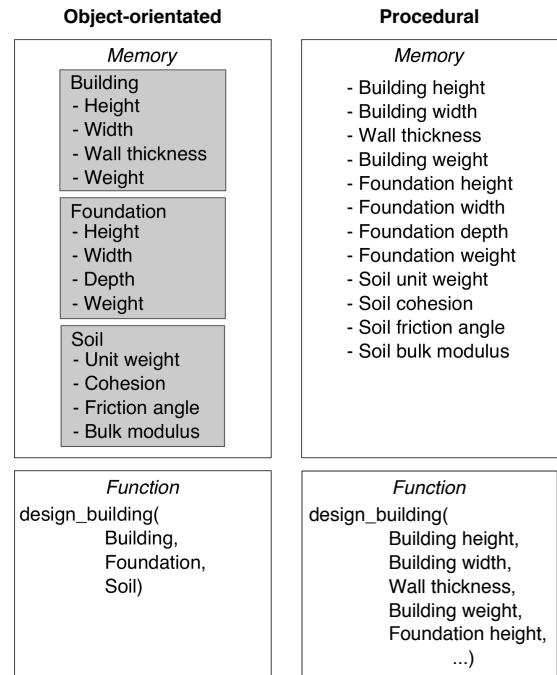 Object-orientated
Memory
Building
- Height
- Width
- Wall thickness
- Weight
Foundation
- Height
- Width
- Depth
- Weight
Soil
- Unit weight
- Cohesion
- Friction angle
- Bulk modulus
Function
design_building(
Building,
Foundation,
Soil)
Procedural
Memory
- Building height
- Building width
- Wall thickness
- Building weight
- Foundation height
- Foundation width
- Foundation depth
- Foundation weight
- Soil unit weight
- Soil cohesion
- Soil friction angle
- Soil bulk modulus
Function
design_building(
Building height,
Building width,
Wall thickness,
Building weight,
Foundation height,
...)